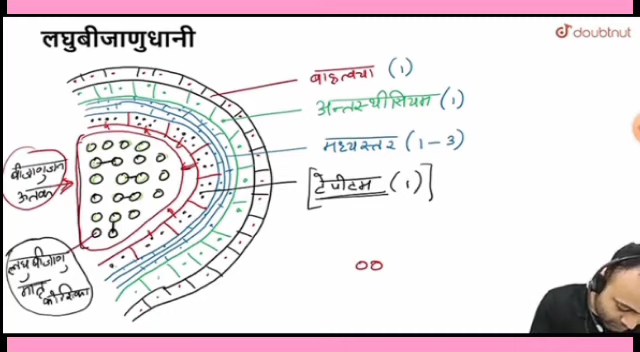 लघुबीजाणुधानी
doubtnut
बाह्यत्वचा (1)
अन्तस्थीसियम (1)
मध्यस्तर (1-3)
[टेपीटम (1)]
बीजाणुजन
ऊतक
लघुबीजाणु
मातृ
कोशिका